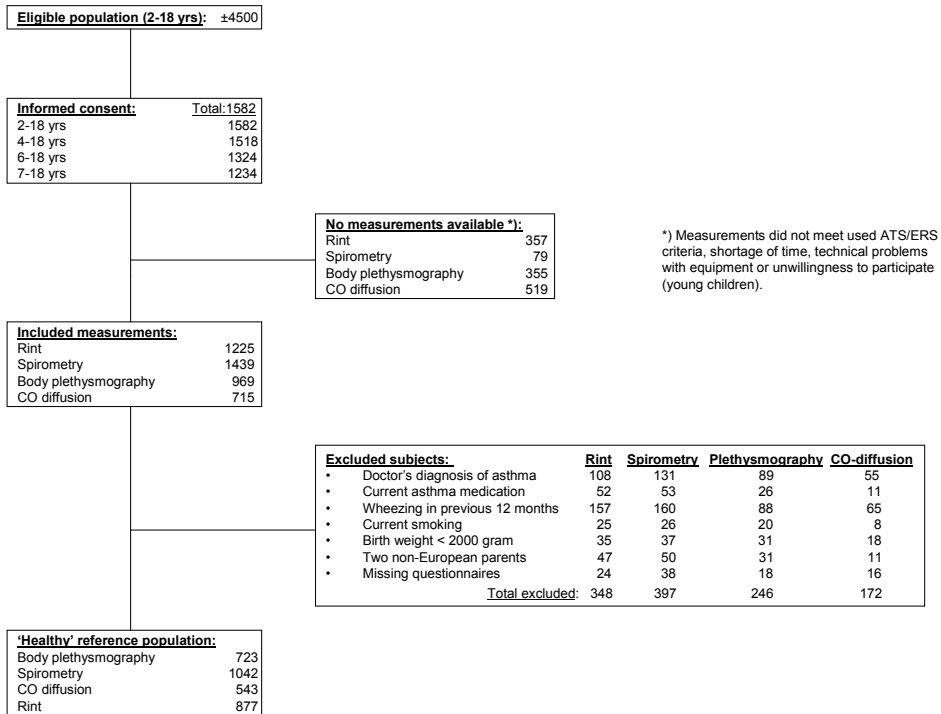 Eligible population (2-18 yrs): ±4500
Informed consent: Total:1582
2-18 yrs 1582
4-18 yrs 1518
6-18 yrs 1324
7-18 yrs 1234
No measurements available *):
Rint 357
Spirometry 79
Body plethysmography 355
CO diffusion 519
*) Measurements did not meet used ATS/ERS
criteria, shortage of time, technical problems
with equipment or unwillingness to participate
(young children).
Included measurements:
Rint 1225
Spirometry 1439
Body plethysmography 969
CO diffusion 715
Excluded subjects: Rint Spirometry Plethysmography CO-diffusion
• Doctor's diagnosis of asthma 108 131 89 55
• Current asthma medication 52 53 26 11
• Wheezing in previous 12 months 157 160 88 65
• Current smoking 25 26 20 8
• Birth weight < 2000 gram 35 37 31 18
• Two non-European parents 47 50 31 11
• Missing questionnaires 24 38 18 16
Total excluded: 348 397 246 172
'Healthy' reference population:
Body plethysmography 723
Spirometry 1042
CO diffusion 543
Rint 877